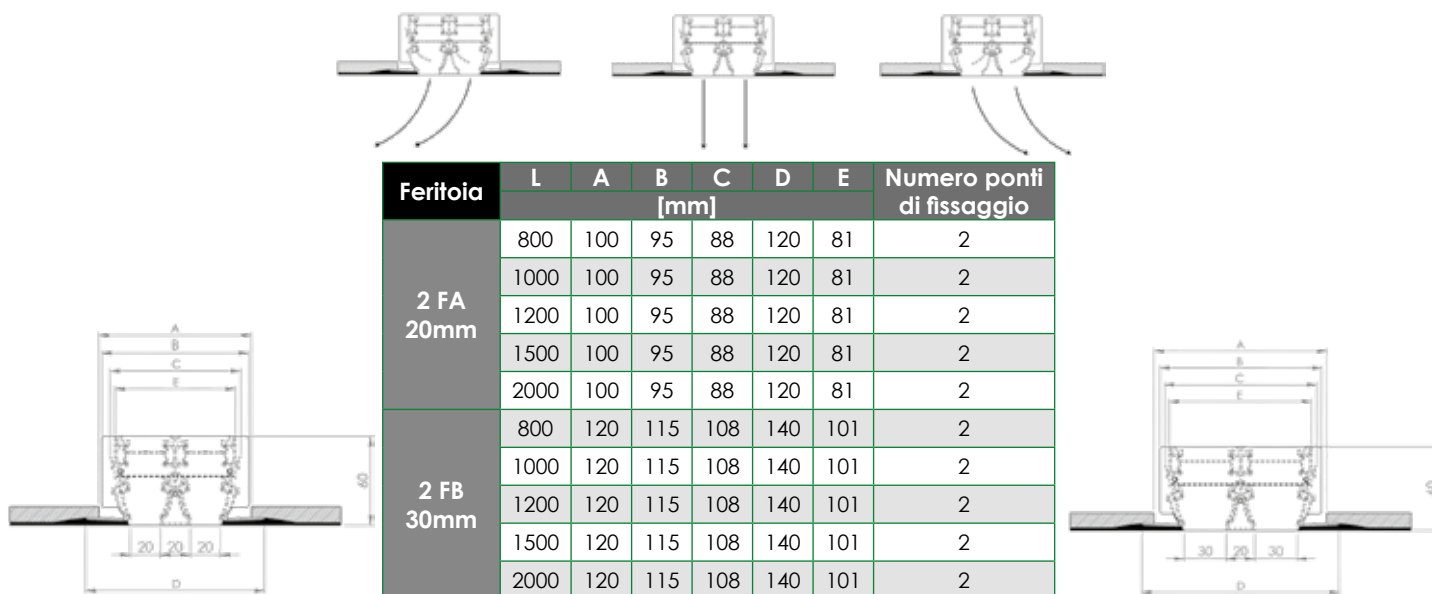 Feritoia L A B C D E Numero ponti di fissaggio
[mm]
2 FA 20mm
800 100 95 88 120 81 2
1000 100 95 88 120 81 2
1200 100 95 88 120 81 2
1500 100 95 88 120 81 2
2000 100 95 88 120 81 2
2 FB 30mm
800 120 115 108 140 101 2
1000 120 115 108 140 101 2
1200 120 115 108 140 101 2
1500 120 115 108 140 101 2
2000 120 115 108 140 101 2
A
B
C
E
60
20 20 20
D
A
B
C
E
30 20 30
D